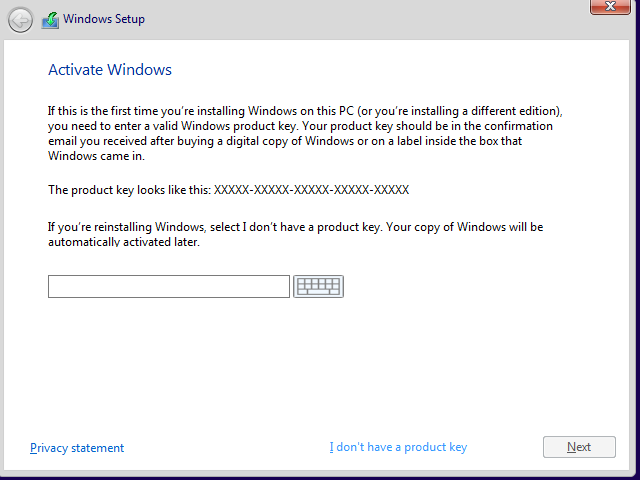 Windows Setup
Activate Windows
If this is the first time you're installing Windows on this PC (or you're installing a different edition),
you need to enter a valid Windows product key. Your product key should be in the confirmation
email you received after buying a digital copy of Windows or on a label inside the box that
Windows came in.
The product key looks like this: XXXXX-XXXXX-XXXXX-XXXXX-XXXXX
If you're reinstalling Windows, select I don't have a product key. Your copy of Windows will be
automatically activated later.
Privacy statement
I don't have a product key
Next